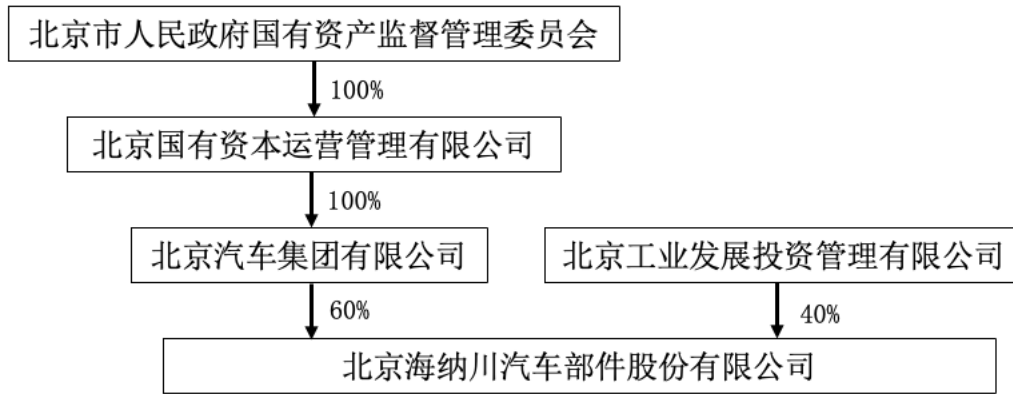 北京市人民政府国有资产监督管理委员会
100%
北京国有资本运营管理有限公司
100%
北京汽车集团有限公司
北京工业发展投资管理有限公司
60%
40%
北京海纳川汽车部件股份有限公司